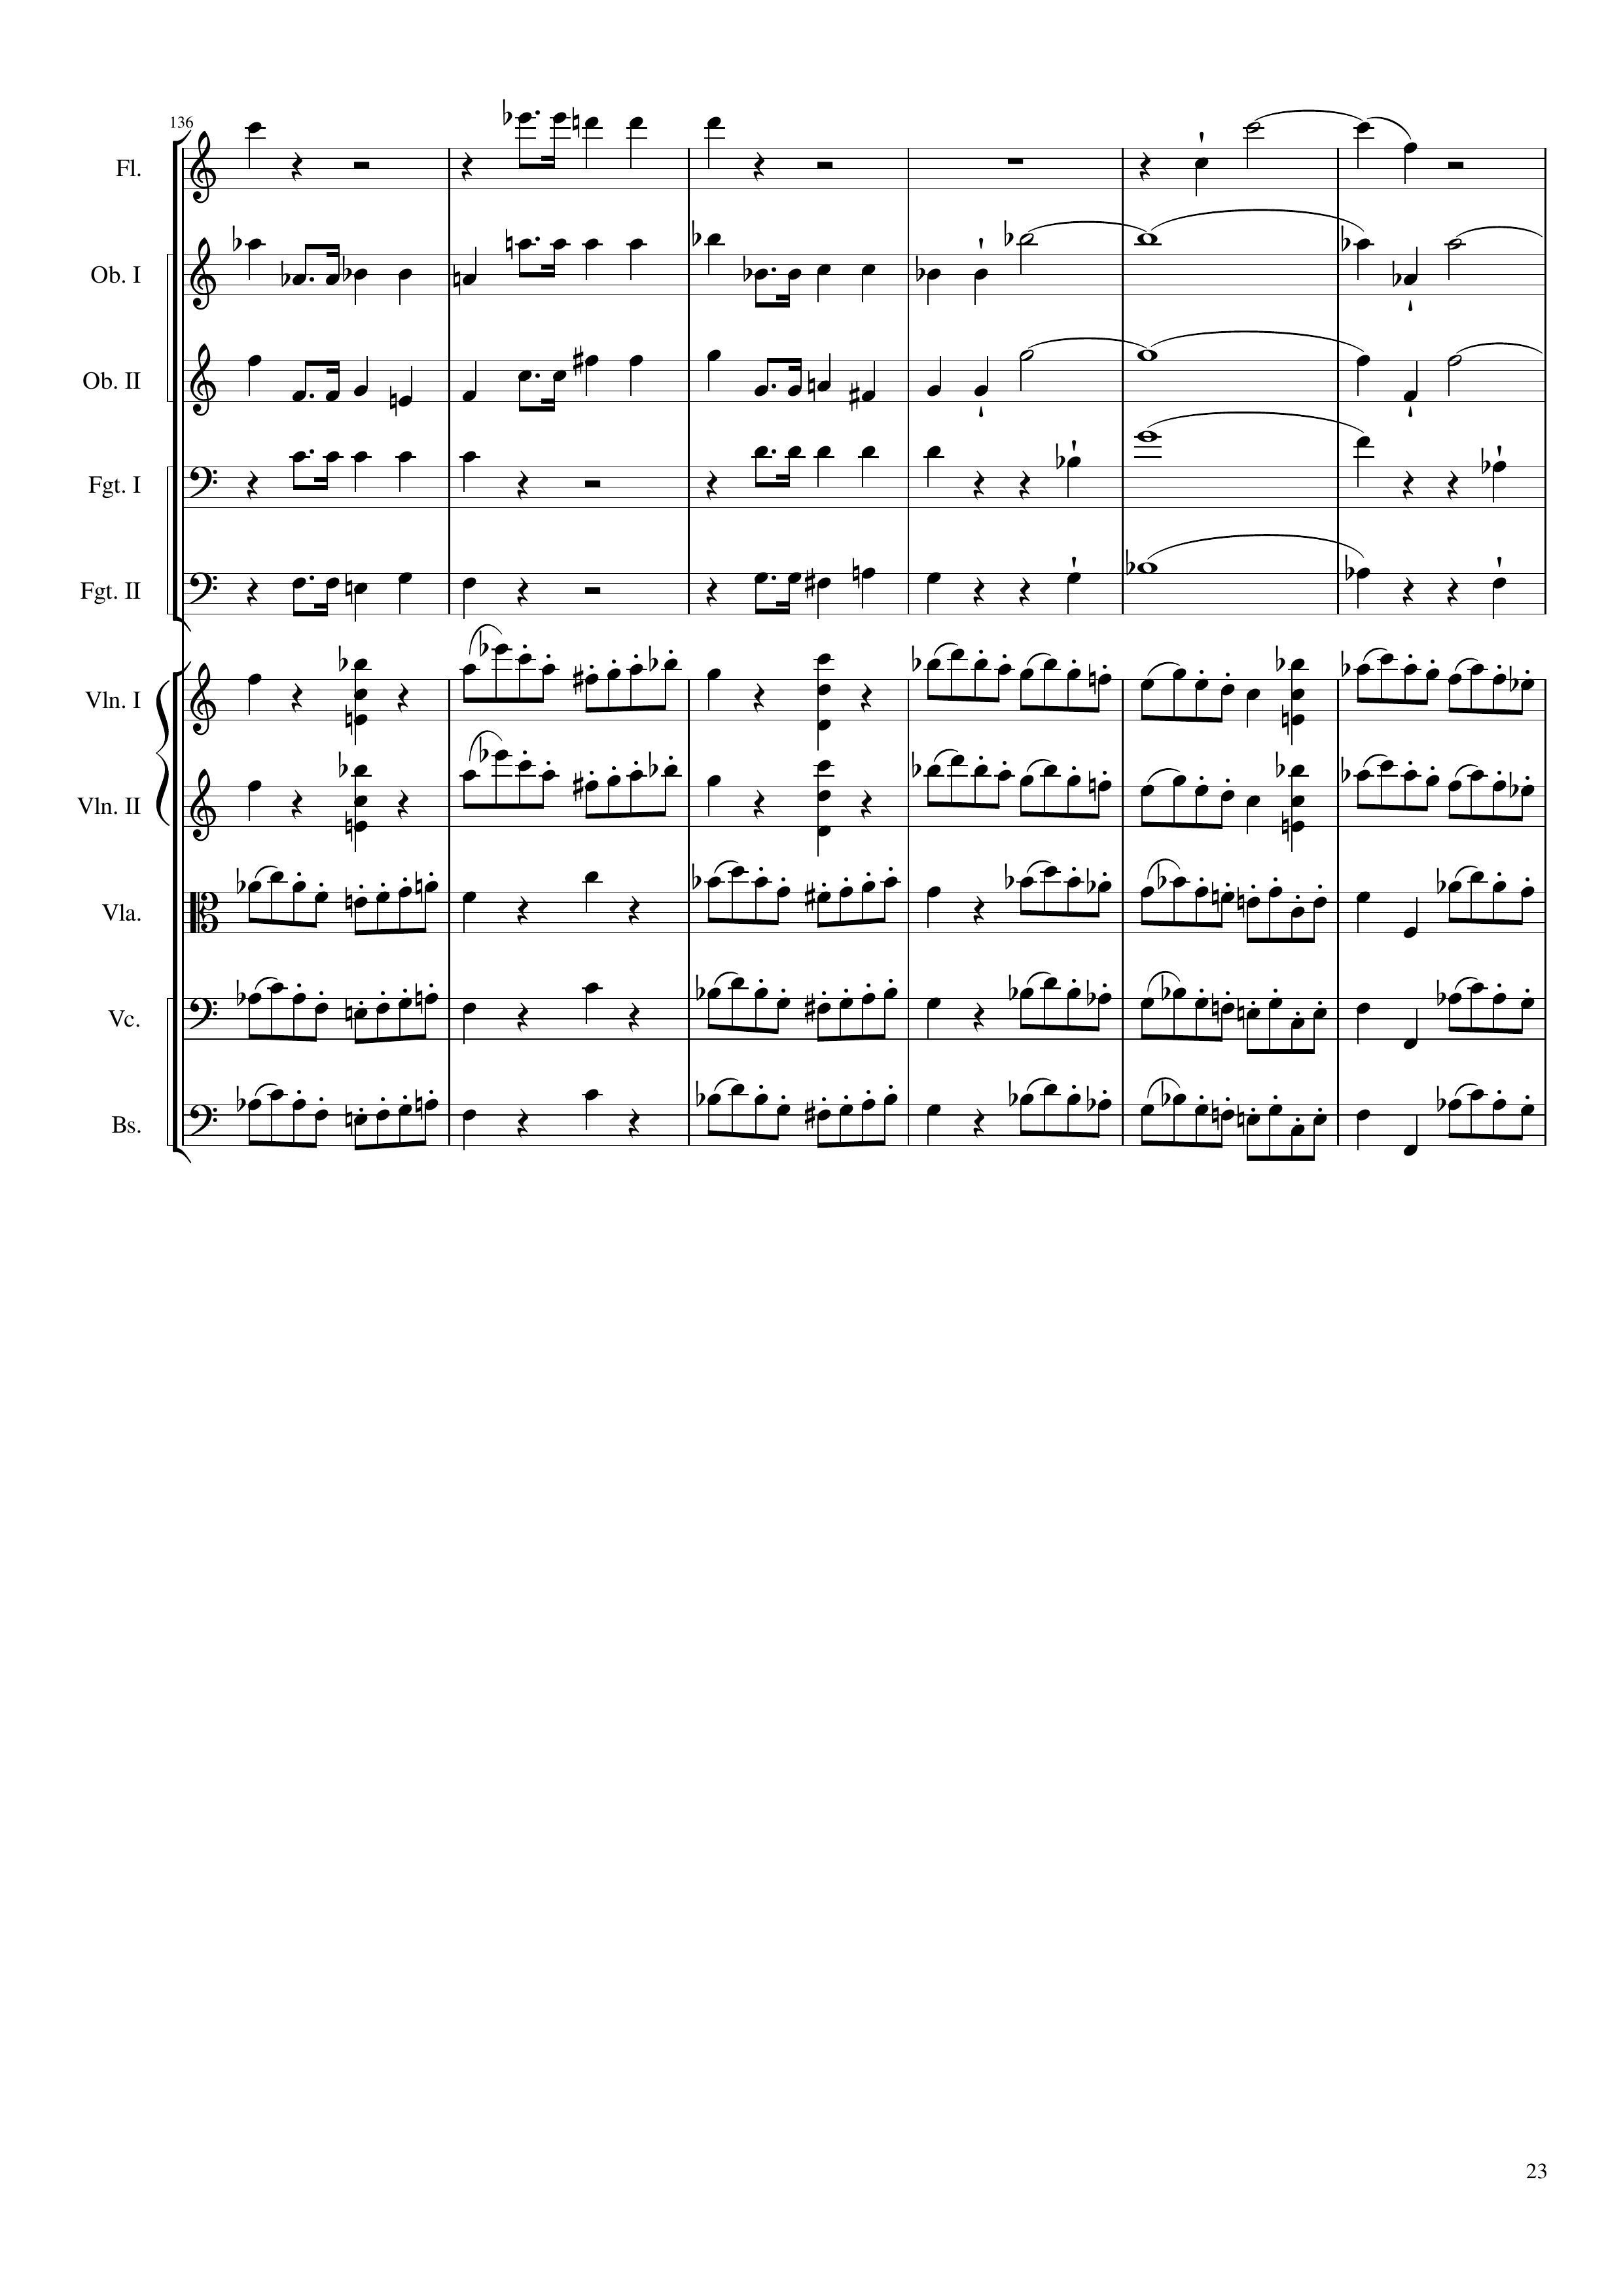 136
Fl.
Ob. I
Ob. II
Fgt. I
Fgt. II
Vln. I
Vln. II
Vla.
Vc.
Bs.
23